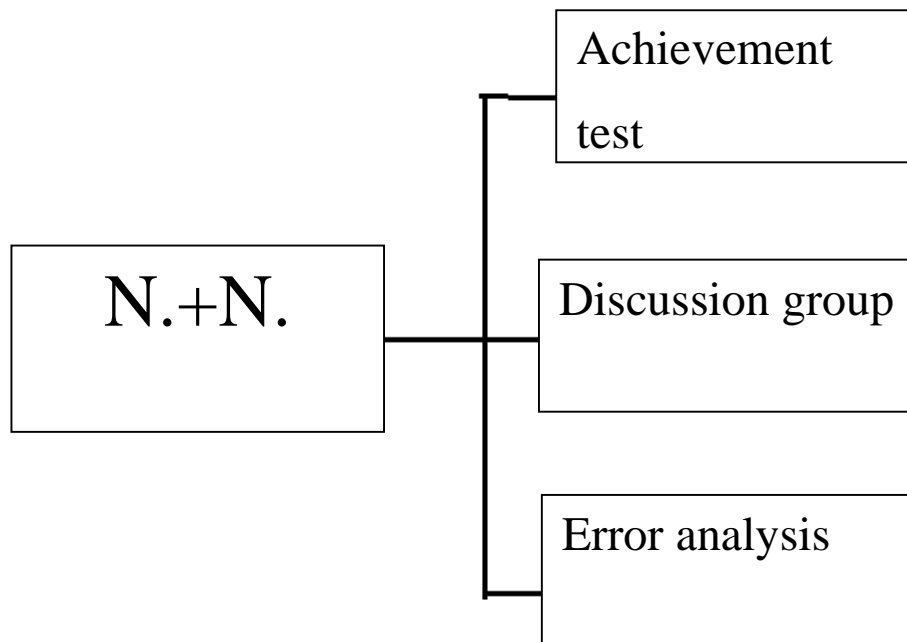 Achievement
test
N.+N.
Discussion group
Error analysis